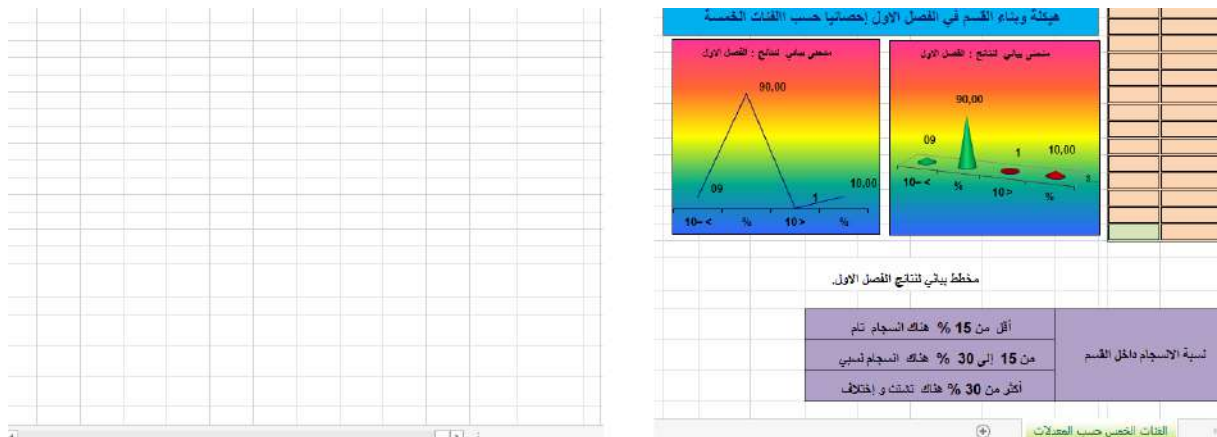 هيكلة وبناء القسم في الفصل الاول إحصائيا حسب االفئات الخمسة
منحنى بياني لنتائج : الفصل الاول
90,00
09
1
10,00
10=<
%
10>
%
منحنى بياني لنتائج : الفصل الاول
90,00
09
1
10,00
10=<
%
10>
%
مخطط بياني لنتائج الفصل الاول.
نسبة الانسجام داخل القسم
أقل من 15 % هناك انسجام تام
من 15 إلى 30 % هناك انسجام نسبي
أكثر من 30 % هناك تشتت و إختلاف
الفئات الخمس حسب المعدلات